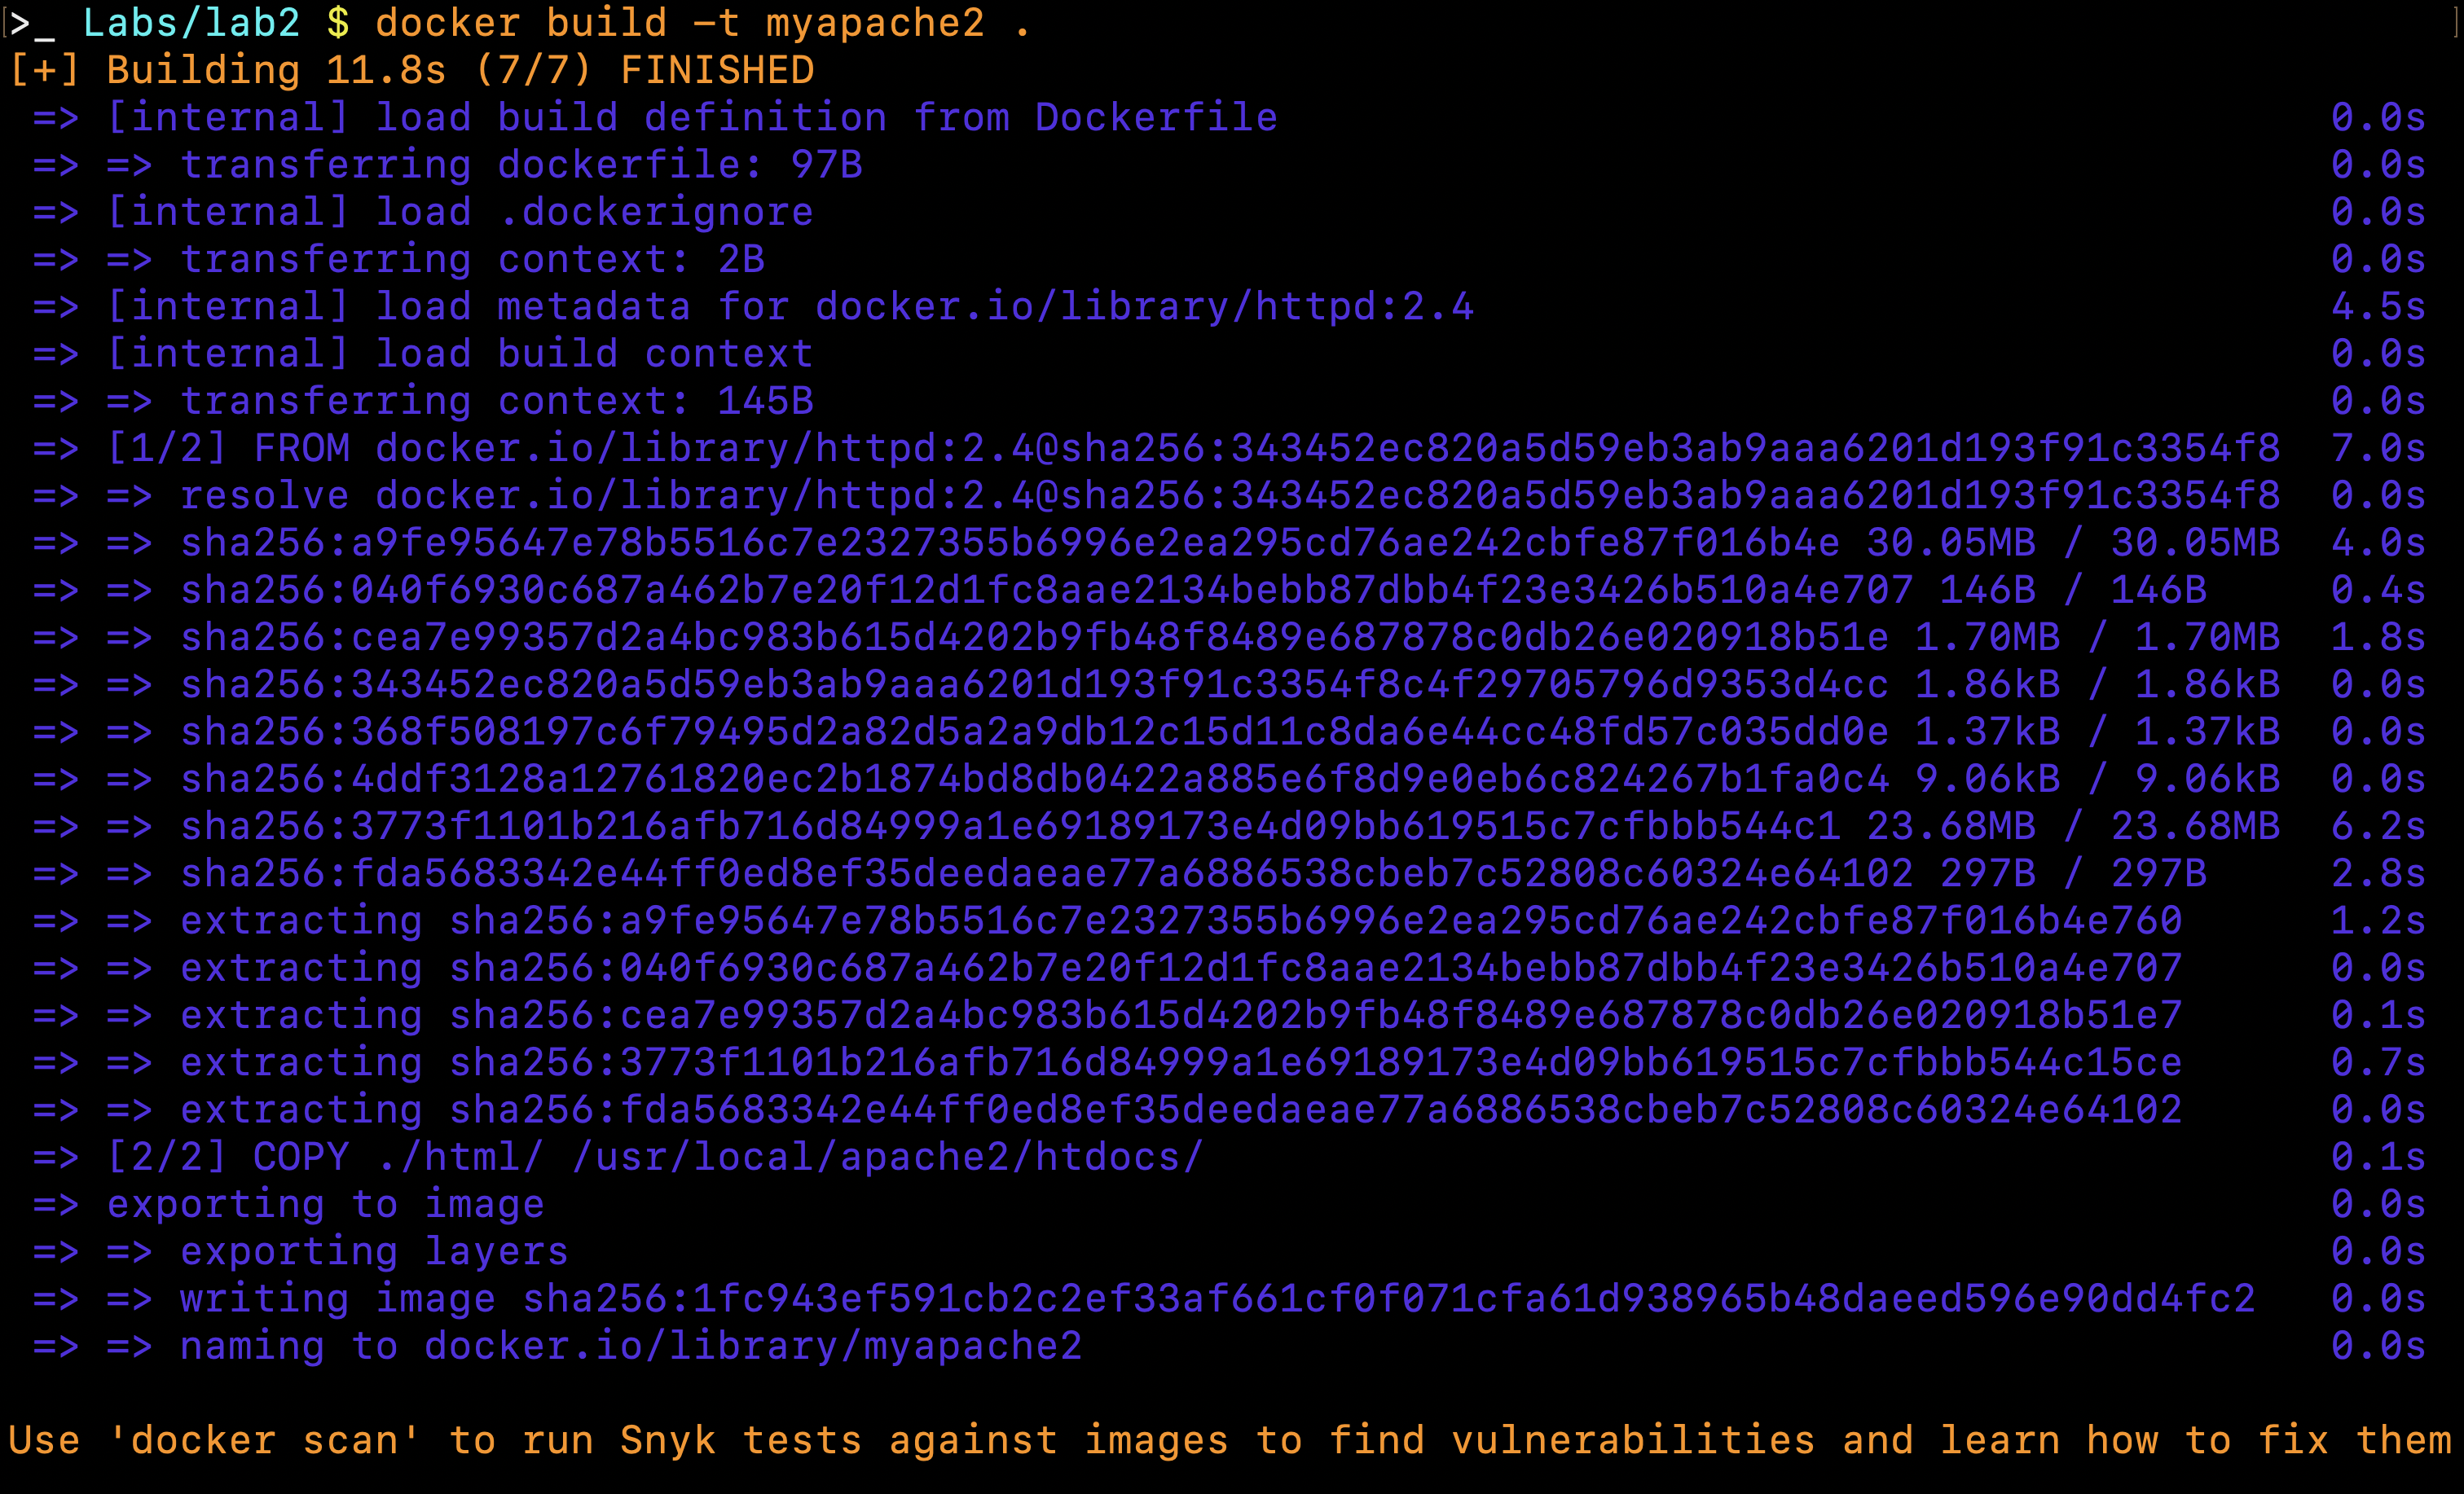 >_ Labs/lab2 $ docker build -t myapache2 .
[+] Building 11.8s (7/7) FINISHED
=> [internal] load build definition from Dockerfile 0.0s
=> => transferring dockerfile: 97B 0.0s
=> [internal] load .dockerignore 0.0s
=> => transferring context: 2B 0.0s
=> [internal] load metadata for docker.io/library/httpd:2.4 4.5s
=> [internal] load build context 0.0s
=> => transferring context: 145B 0.0s
=> [1/2] FROM docker.io/library/httpd:2.4@sha256:343452ec820a5d59eb3ab9aaa6201d193f91c3354f8 7.0s
=> => resolve docker.io/library/httpd:2.4@sha256:343452ec820a5d59eb3ab9aaa6201d193f91c3354f8 0.0s
=> => sha256:a9fe95647e78b5516c7e2327355b6996e2ea295cd76ae242cbfe87f016b4e 30.05MB / 30.05MB 4.0s
=> => sha256:040f6930c687a462b7e20f12d1fc8aae2134bebb87dbb4f23e3426b510a4e707 146B / 146B 0.4s
=> => sha256:cea7e99357d2a4bc983b615d4202b9fb48f8489e687878c0db26e020918b51e 1.70MB / 1.70MB 1.8s
=> => sha256:343452ec820a5d59eb3ab9aaa6201d193f91c3354f8c4f29705796d9353d4cc 1.86kB / 1.86kB 0.0s
=> => sha256:368f508197c6f79495d2a82d5a2a9db12c15d11c8da6e44cc48fd57c035dd0e 1.37kB / 1.37kB 0.0s
=> => sha256:4ddf3128a12761820ec2b1874bd8db0422a885e6f8d9e0eb6c824267b1fa0c4 9.06kB / 9.06kB 0.0s
=> => sha256:3773f1101b216afb716d84999a1e69189173e4d09bb619515c7cfbbb544c1 23.68MB / 23.68MB 6.2s
=> => sha256:fda5683342e44ff0ed8ef35deedaeae77a6886538cbeb7c52808c60324e64102 297B / 297B 2.8s
=> => extracting sha256:a9fe95647e78b5516c7e2327355b6996e2ea295cd76ae242cbfe87f016b4e760 1.2s
=> => extracting sha256:040f6930c687a462b7e20f12d1fc8aae2134bebb87dbb4f23e3426b510a4e707 0.0s
=> => extracting sha256:cea7e99357d2a4bc983b615d4202b9fb48f8489e687878c0db26e020918b51e7 0.1s
=> => extracting sha256:3773f1101b216afb716d84999a1e69189173e4d09bb619515c7cfbbb544c15ce 0.7s
=> => extracting sha256:fda5683342e44ff0ed8ef35deedaeae77a6886538cbeb7c52808c60324e64102 0.0s
=> [2/2] COPY ./html/ /usr/local/apache2/htdocs/ 0.1s
=> exporting to image 0.0s
=> => exporting layers 0.0s
=> => writing image sha256:1fc943ef591cb2c2ef33af661cf0f071cfa61d938965b48daeed596e90dd4fc2 0.0s
=> => naming to docker.io/library/myapache2 0.0s
Use 'docker scan' to run Snyk tests against images to find vulnerabilities and learn how to fix them